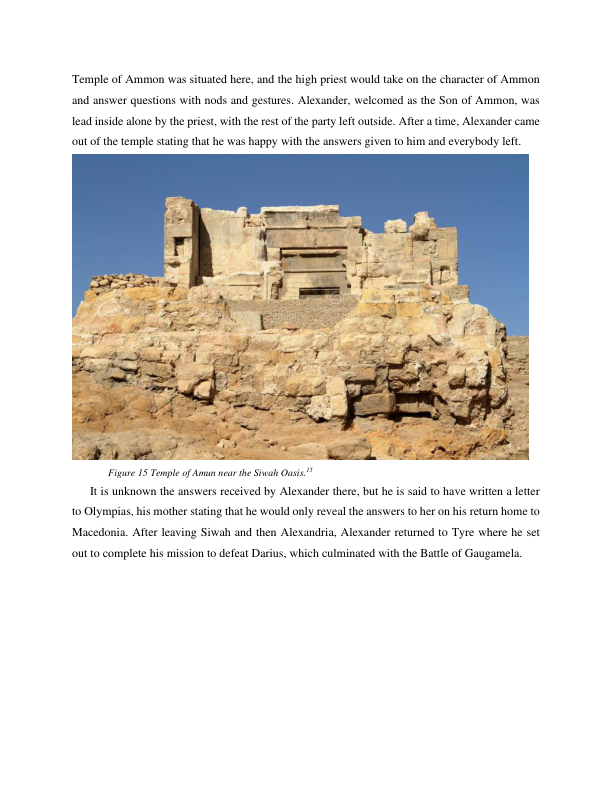 Temple of Ammon was situated here, and the high priest would take on the character of Ammon
and answer questions with nods and gestures. Alexander, welcomed as the Son of Ammon, was
lead inside alone by the priest, with the rest of the party left outside. After a time, Alexander came
out of the temple stating that he was happy with the answers given to him and everybody left.
Figure 15 Temple of Amun near the Siwah Oasis.15
It is unknown the answers received by Alexander there, but he is said to have written a letter
to Olympias, his mother stating that he would only reveal the answers to her on his return home to
Macedonia. After leaving Siwah and then Alexandria, Alexander returned to Tyre where he set
out to complete his mission to defeat Darius, which culminated with the Battle of Gaugamela.